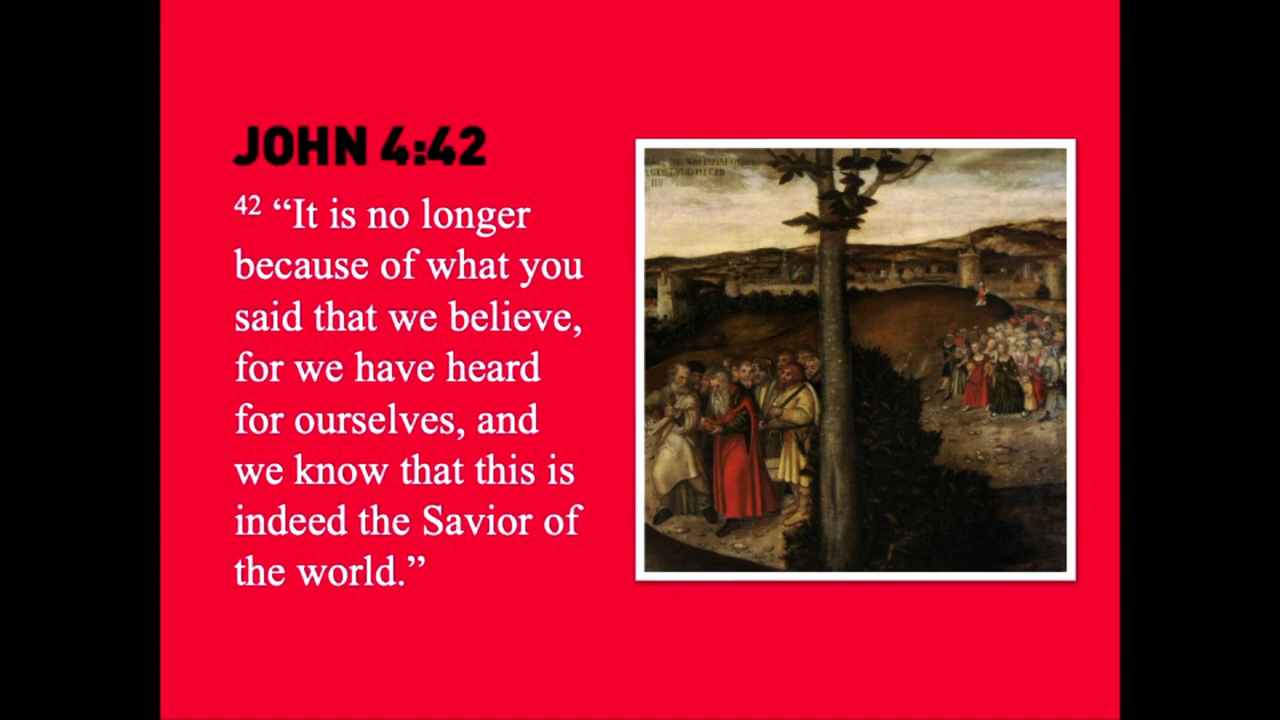 JOHN 4:42
42 “It is no longer
because of what you
said that we believe,
for we have heard
for ourselves, and
we know that this is
indeed the Savior of
the world.”